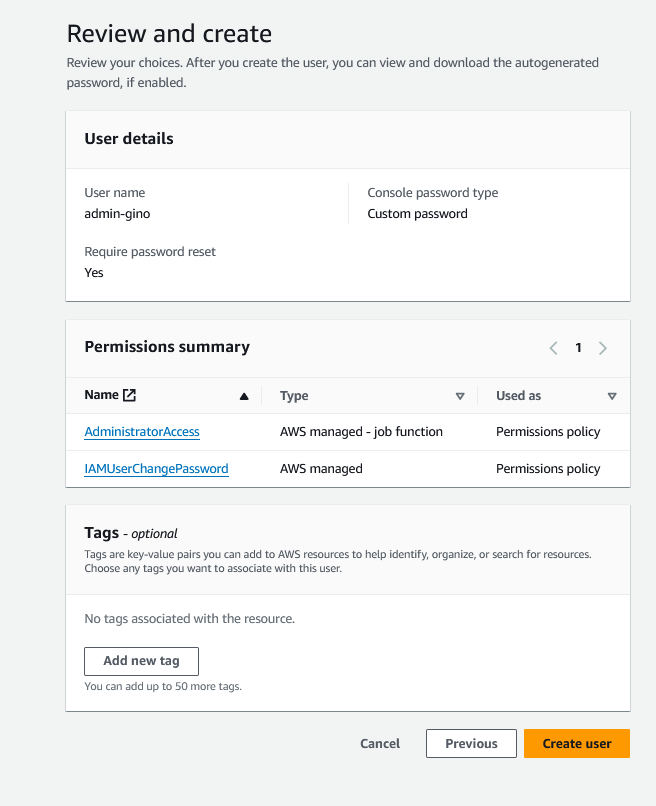 Review and create
Review your choices. After you create the user, you can view and download the autogenerated
password, if enabled.
User details
User name
admin-gino
Console password type
Custom password
Require password reset
Yes
Permissions summary
1
Name
Type
Used as
AdministratorAccess
AWS managed - job function
Permissions policy
IAMUserChangePassword
AWS managed
Permissions policy
Tags - optional
Tags are key-value pairs you can add to AWS resources to help identify, organize, or search for resources.
Choose any tags you want to associate with this user.
No tags associated with the resource.
Add new tag
You can add up to 50 more tags.
Cancel
Previous
Create user